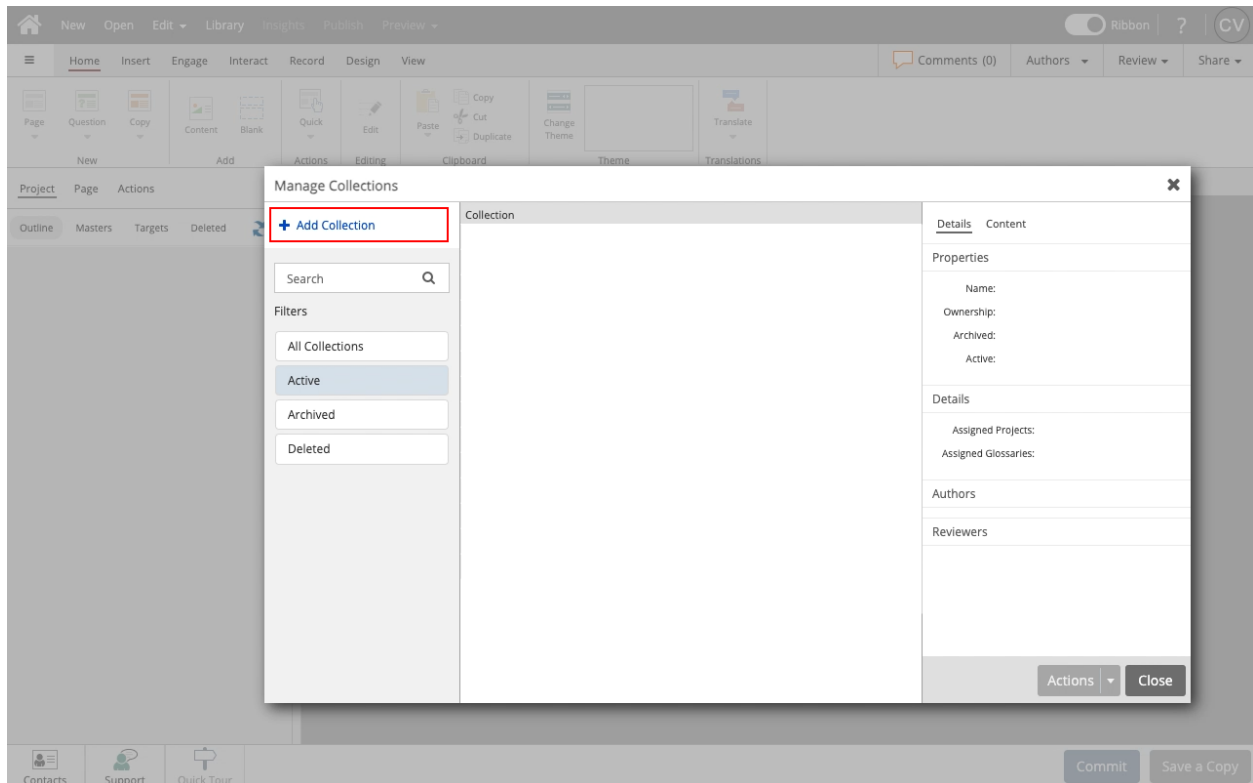 New Open Edit Library Insights Publish Preview Ribbon ? CV
Home Insert Engage Interact Record Design View Comments (0) Authors Review Share
Copy
Cut
Duplicate
Page Question Copy Content Blank Quick Edit Paste Change Theme Translate
New Add Actions Editing Clipboard Theme Translations
Project Page Actions
Outline Masters Targets Deleted
Manage Collections
Add Collection
Search
Filters
All Collections
Active
Archived
Deleted
Collection
Details Content
Properties
Name:
Ownership:
Archived:
Active:
Details
Assigned Projects:
Assigned Glossaries:
Authors
Reviewers
Actions Close
Contacts Support Quick Tour Commit Save a Copy